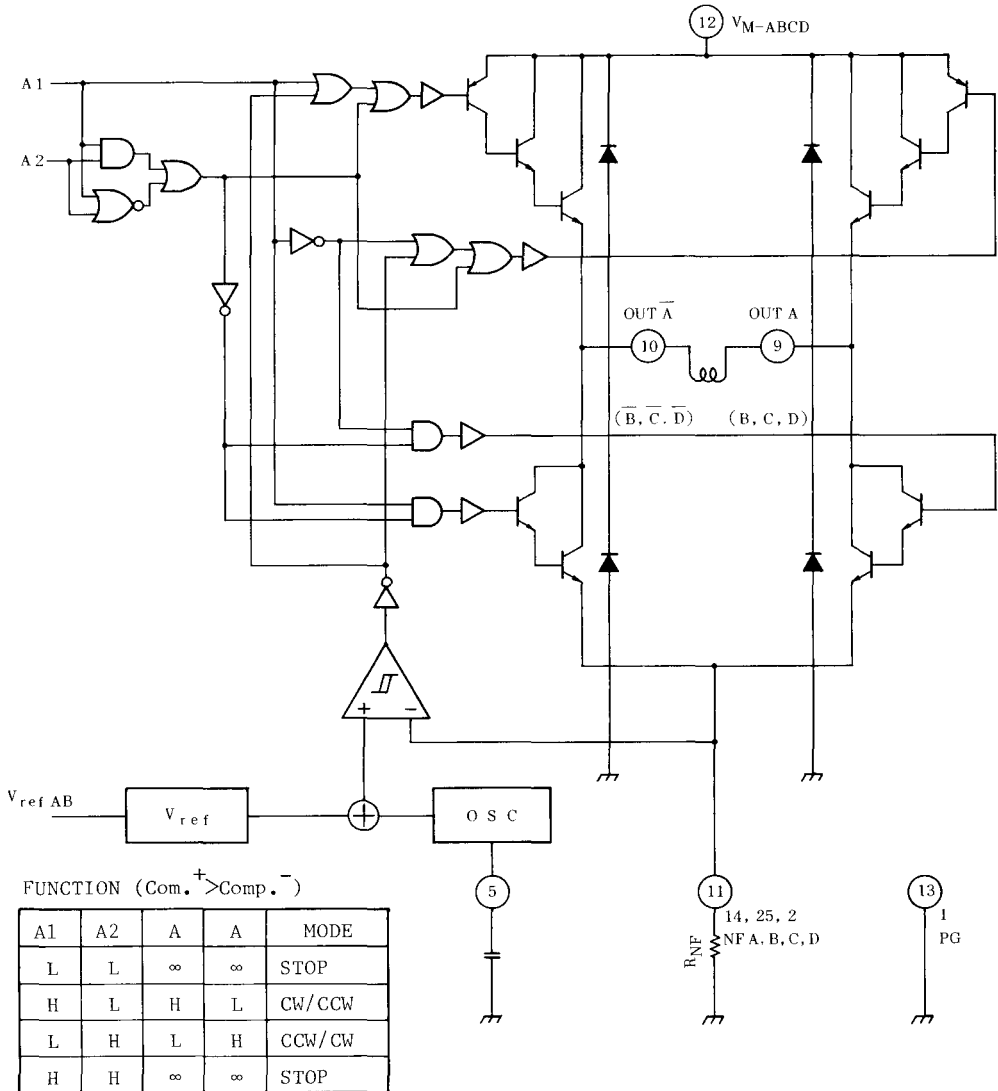 12 V M-ABCD
A1
A2
OUT A̅ OUT A
10 9
(B̅, C̅. D̅) (B, C, D)
+ −
V ref AB
V ref
+
O S C
FUNCTION (Com.⁺>Comp.⁻)
5 11 13
14, 25, 2
NF A, B, C, D
R NF
1
PG
A1 A2 A A MODE
L L ∞ ∞ STOP
H L H L CW/CCW
L H L H CCW/CW
H H ∞ ∞ STOP